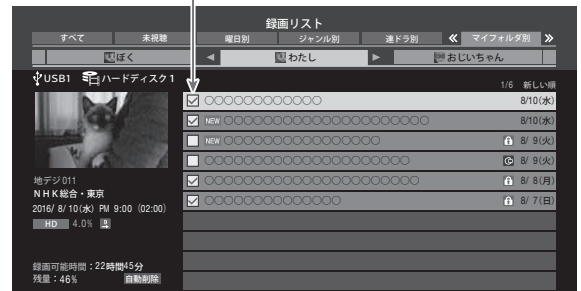 録画リスト
すべて 未視聴 曜日別 ジャンル別 連ドラ別 マイフォルダ別
ぼく わたし おじいちゃん
USB1 ハードディスク1
1/6 新しい順
○○○○○○○○○○○○ 8/10(水)
NEW ○○○○○○○○○○○○○○○○○○○○○ 8/10(水)
NEW ○○○○○○○○○○○○○○○○ 8/ 9(火)
○○○○○○○○○○○○○○○○○○○○○ 8/ 9(火)
○○○○○○○○○○○○○○○○○○○○○○ 8/ 8(月)
○○○○○○○○○○○○○○ 8/ 7(日)
地デジ011
NHK総合・東京
2016/ 8/10(水) PM 9:00 (02:00)
HD 4.0%
録画可能時間:22時間45分
残量:46% 自動削除